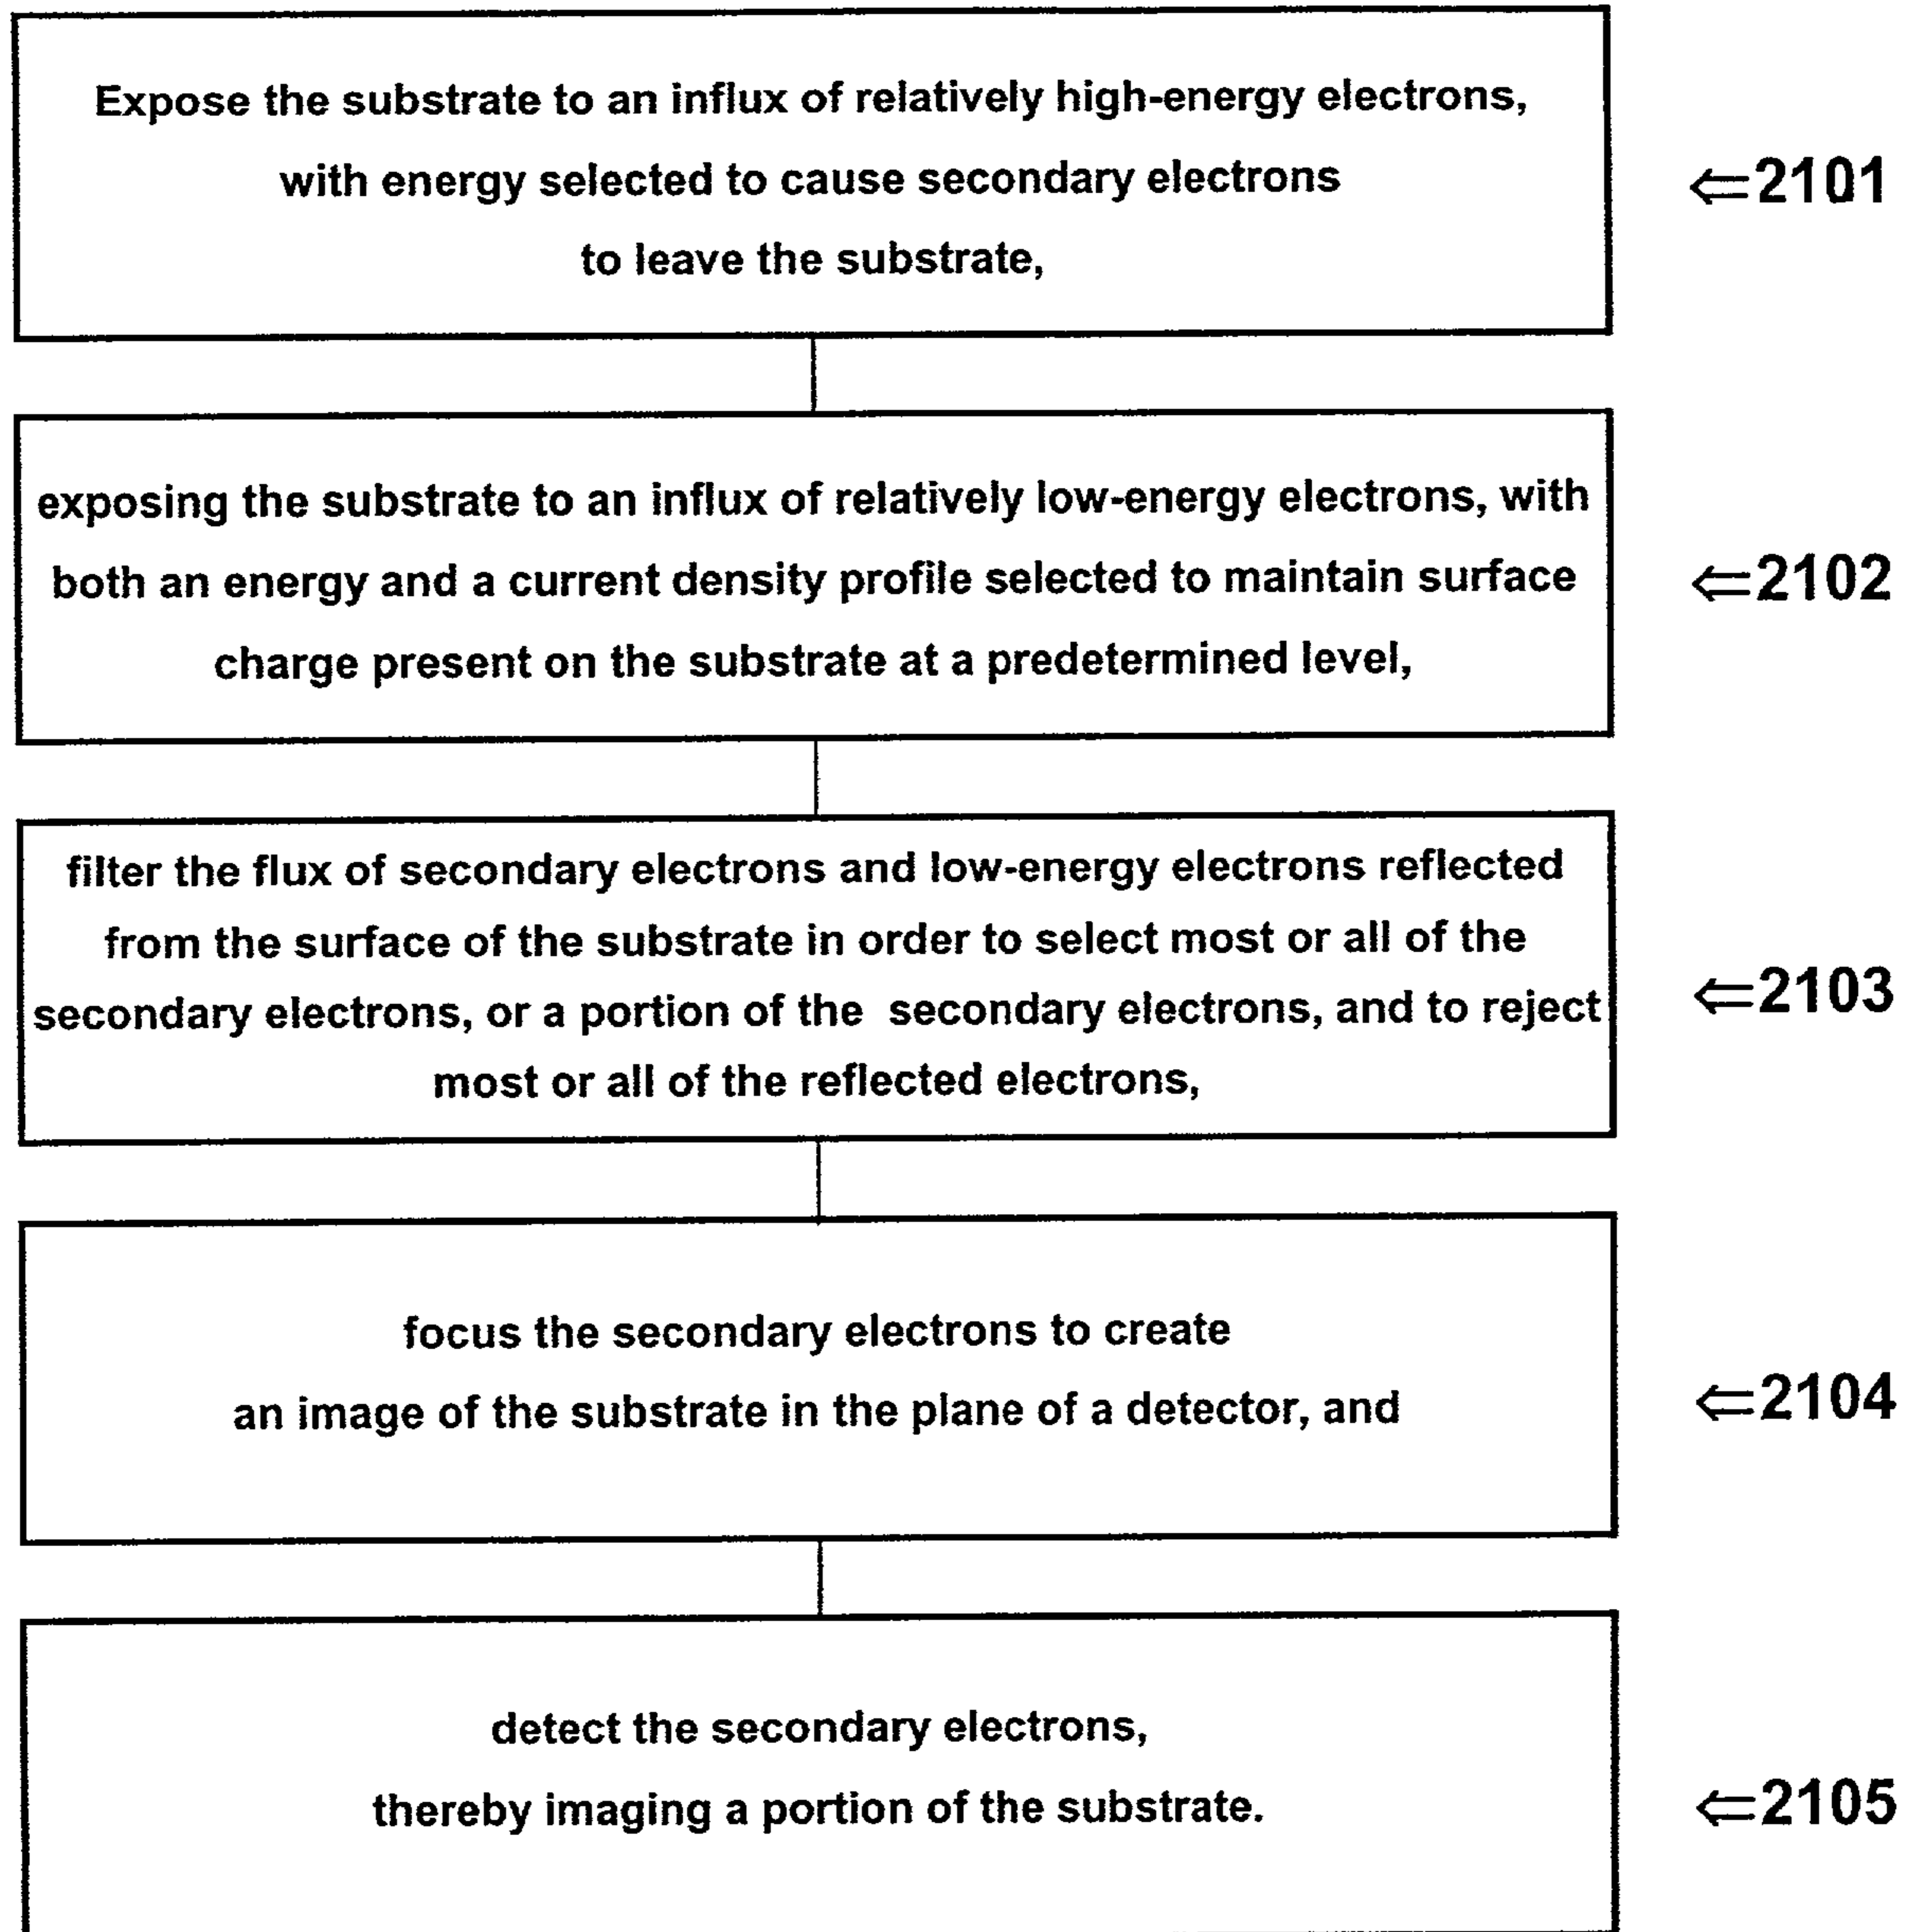 Expose the substrate to an influx of relatively high-energy electrons,
with energy selected to cause secondary electrons
to leave the substrate,
⇐2101
exposing the substrate to an influx of relatively low-energy electrons, with
both an energy and a current density profile selected to maintain surface
charge present on the substrate at a predetermined level,
⇐2102
filter the flux of secondary electrons and low-energy electrons reflected
from the surface of the substrate in order to select most or all of the
secondary electrons, or a portion of the secondary electrons, and to reject
most or all of the reflected electrons,
⇐2103
focus the secondary electrons to create
an image of the substrate in the plane of a detector, and
⇐2104
detect the secondary electrons,
thereby imaging a portion of the substrate.
⇐2105